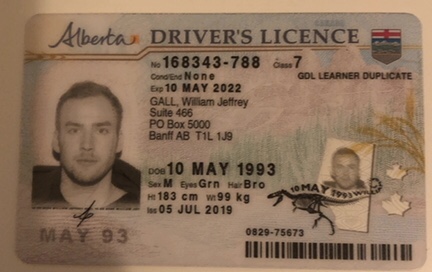 Alberta DRIVER'S LICENCE
No 168343-788 Class 7
Cond/End None GDL LEARNER DUPLICATE
Exp 10 MAY 2022
GALL, William Jeffrey
Suite 466
PO Box 5000
Banff AB T1L 1J9
DOB 10 MAY 1993
Sex M Eyes Grn Hair Bro
Ht 183 cm Wt 99 kg
Iss 05 JUL 2019
10 MAY 1993
MAY 93
0829-75673